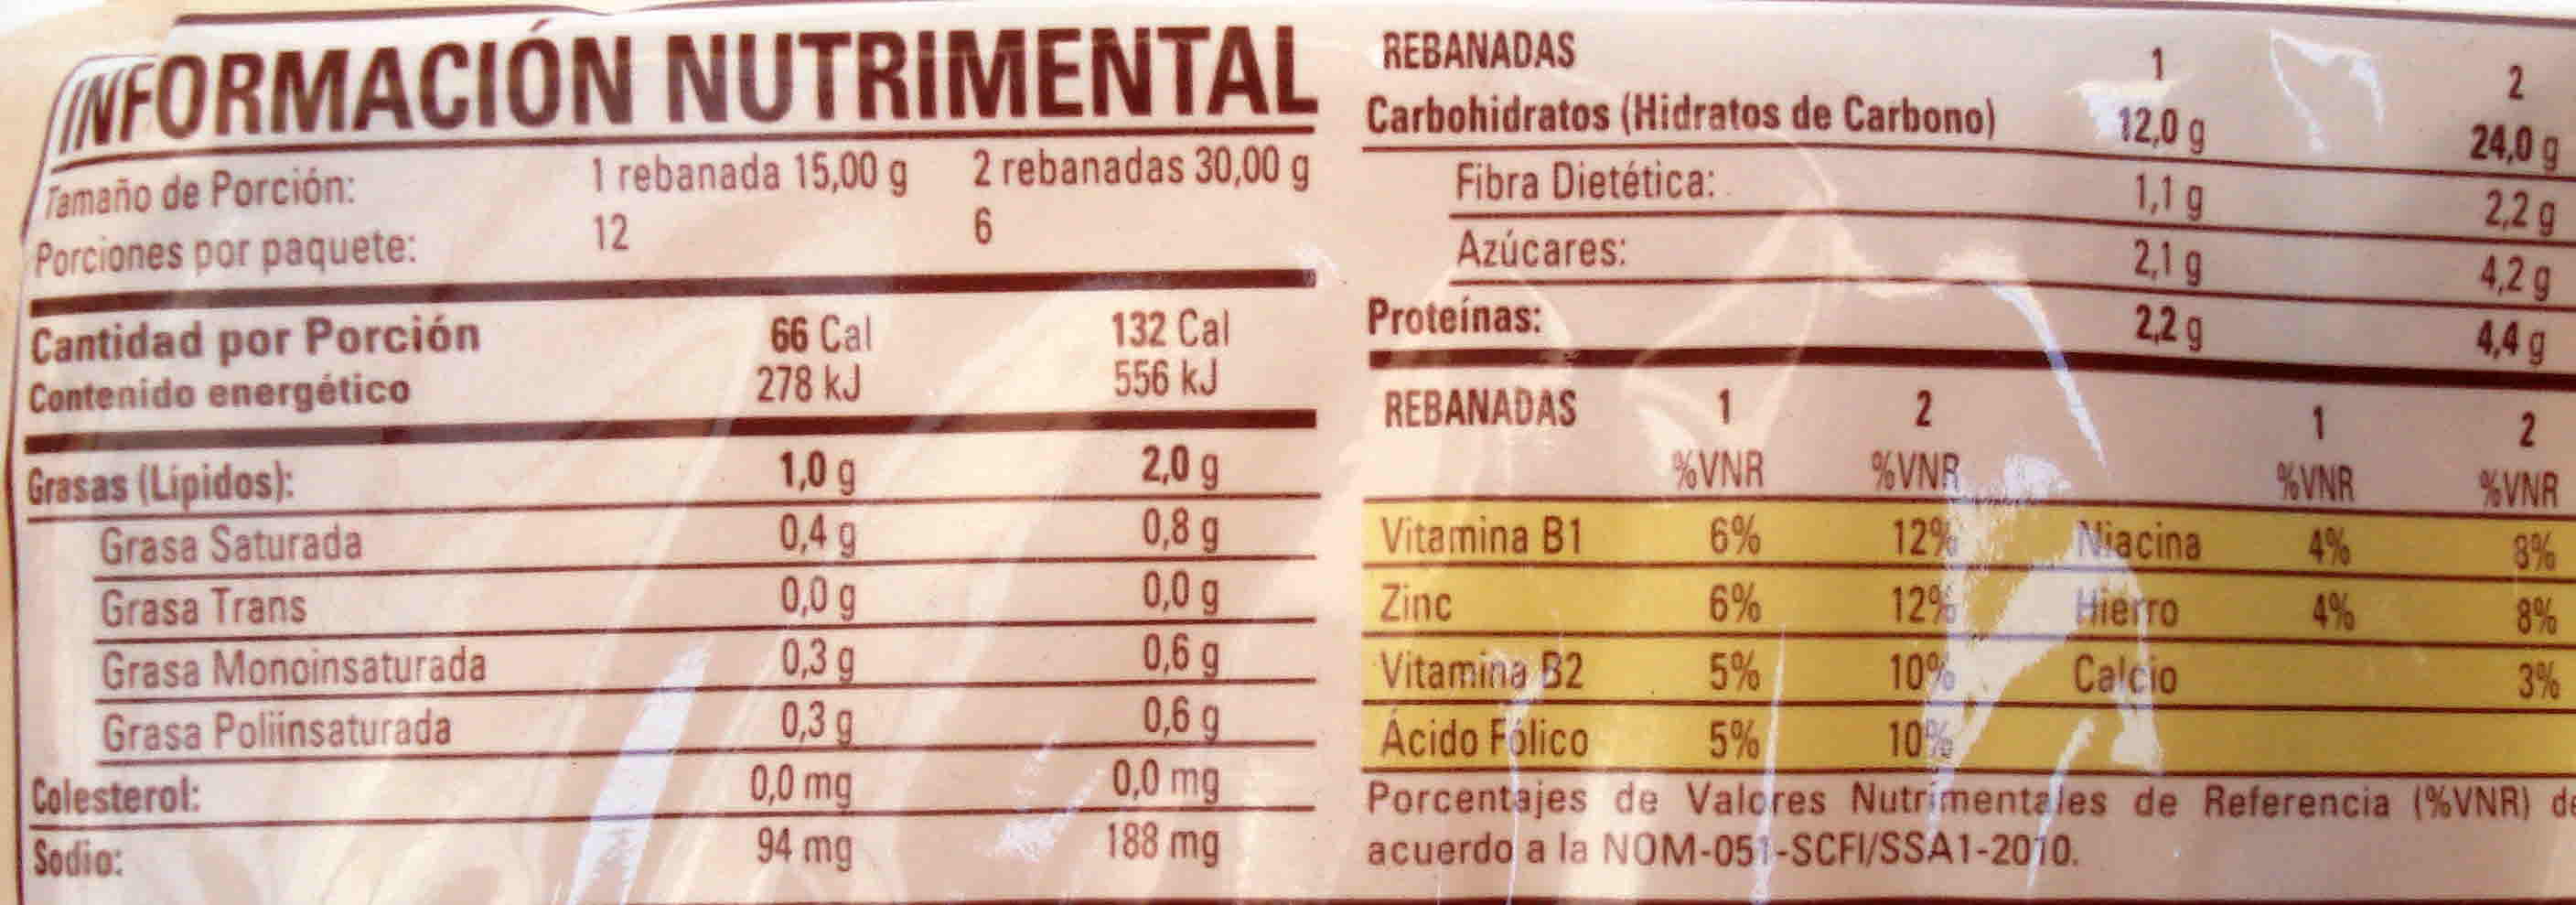 INFORMACIÓN NUTRIMENTAL
Tamaño de Porción: 1 rebanada 15,00 g 2 rebanadas 30,00 g
Porciones por paquete: 12 6
Cantidad por Porción 66 Cal 132 Cal
Contenido energético 278 kJ 556 kJ
Grasas (Lípidos): 1,0 g 2,0 g
Grasa Saturada 0,4 g 0,8 g
Grasa Trans 0,0 g 0,0 g
Grasa Monoinsaturada 0,3 g 0,6 g
Grasa Poliinsaturada 0,3 g 0,6 g
Colesterol: 0,0 mg 0,0 mg
Sodio: 94 mg 188 mg
REBANADAS 1 2
Carbohidratos (Hidratos de Carbono) 12,0 g 24,0 g
Fibra Dietética: 1,1 g 2,2 g
Azúcares: 2,1 g 4,2 g
Proteínas: 2,2 g 4,4 g
REBANADAS 1 2 1 2
%VNR %VNR %VNR %VNR
Vitamina B1 6% 12% Niacina 4% 8%
Zinc 6% 12% Hierro 4% 8%
Vitamina B2 5% 10% Calcio 3%
Ácido Fólico 5% 10%
Porcentajes de Valores Nutrimentales de Referencia (%VNR) de
acuerdo a la NOM-051-SCFI/SSA1-2010.